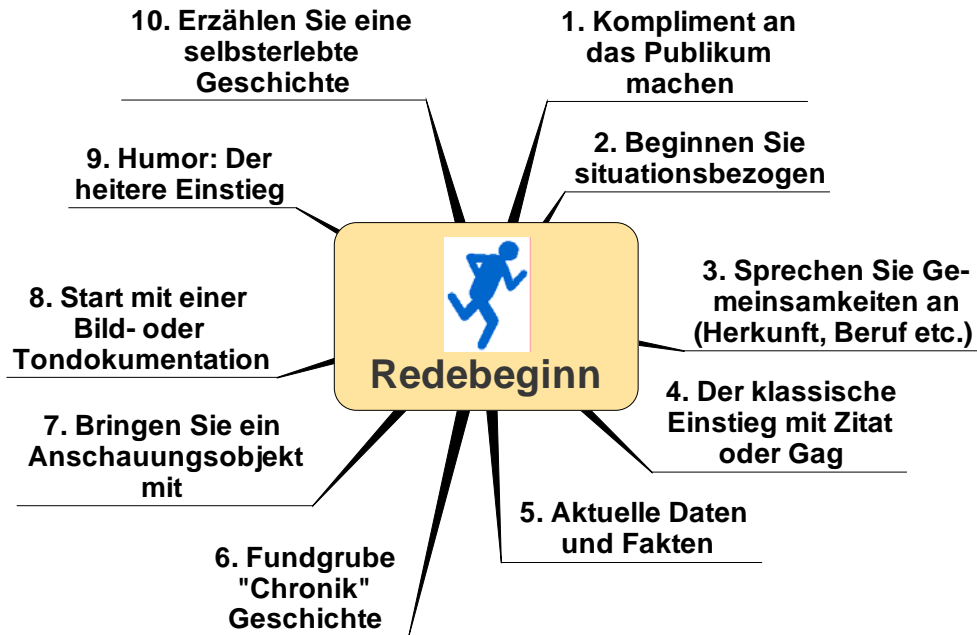 Redebeginn
1. Kompliment an
das Publikum
machen
2. Beginnen Sie
situationsbezogen
3. Sprechen Sie Ge-
meinsamkeiten an
(Herkunft, Beruf etc.)
4. Der klassische
Einstieg mit Zitat
oder Gag
5. Aktuelle Daten
und Fakten
6. Fundgrube
"Chronik"
Geschichte
7. Bringen Sie ein
Anschauungsobjekt
mit
8. Start mit einer
Bild- oder
Tondokumentation
9. Humor: Der
heitere Einstieg
10. Erzählen Sie eine
selbsterlebte
Geschichte